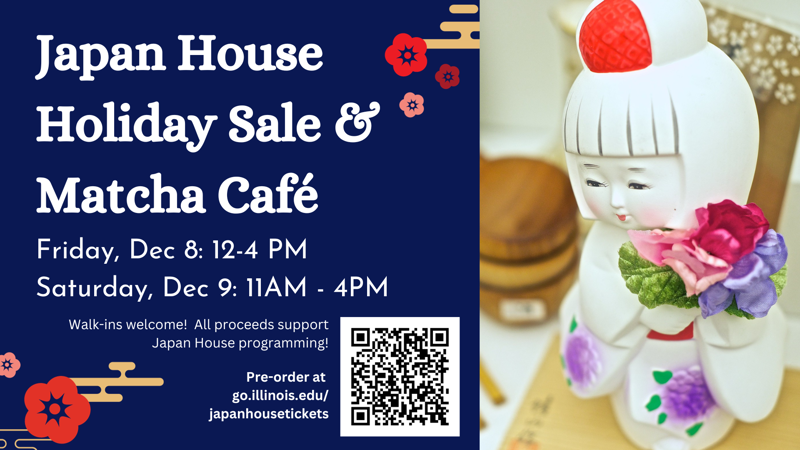 Japan House
Holiday Sale &
Matcha Café
Friday, Dec 8: 12-4 PM
Saturday, Dec 9: 11AM - 4PM
Walk-ins welcome! All proceeds support
Japan House programming!
Pre-order at
go.illinois.edu/
japanhousetickets